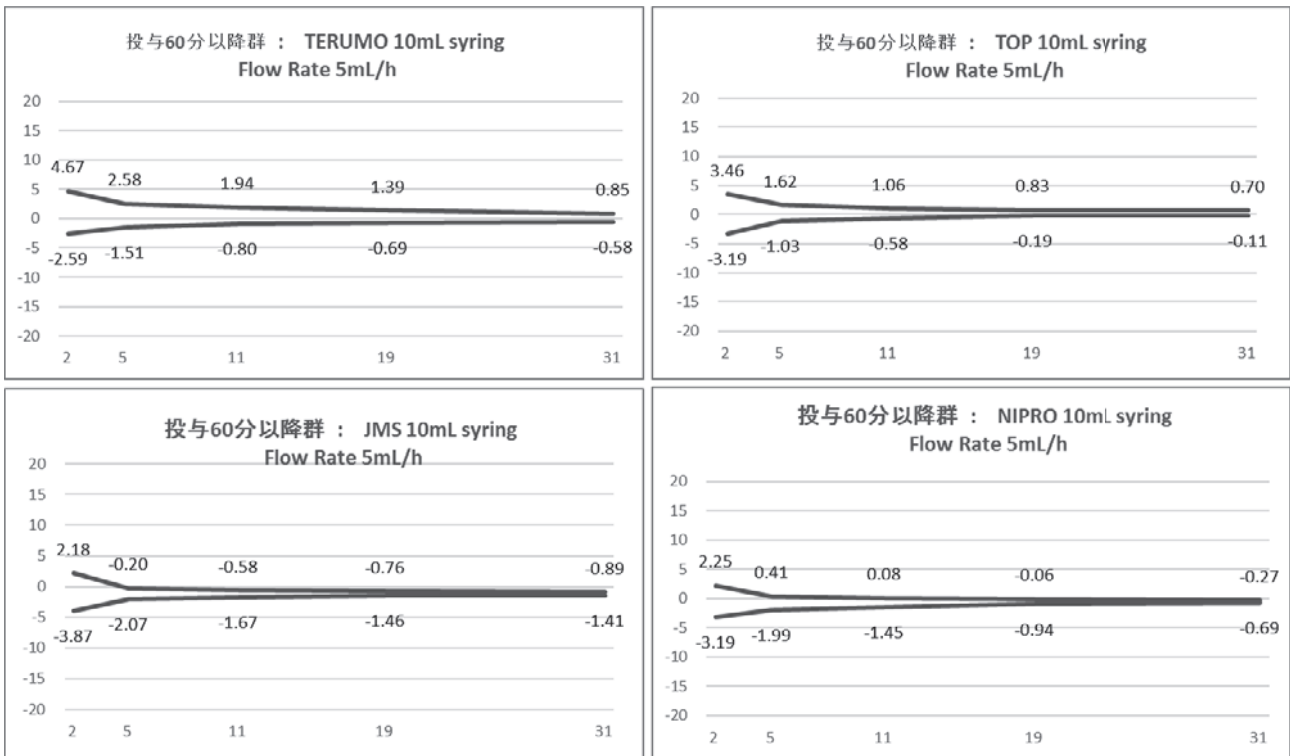 投与60分以降群 ： TERUMO 10mL syring
Flow Rate 5mL/h
20
15
10
5
0
-5
-10
-15
-20
4.67 2.58 1.94 1.39 0.85
-2.59 -1.51 -0.80 -0.69 -0.58
2 5 11 19 31
投与60分以降群 ： TOP 10mL syring
Flow Rate 5mL/h
20
15
10
5
0
-5
-10
-15
-20
3.46 1.62 1.06 0.83 0.70
-3.19 -1.03 -0.58 -0.19 -0.11
2 5 11 19 31
投与60分以降群 ： JMS 10mL syring
Flow Rate 5mL/h
20
15
10
5
0
-5
-10
-15
-20
2.18 -0.20 -0.58 -0.76 -0.89
-3.87 -2.07 -1.67 -1.46 -1.41
2 5 11 19 31
投与60分以降群 ： NIPRO 10mL syring
Flow Rate 5mL/h
20
15
10
5
0
-5
-10
-15
-20
2.25 0.41 0.08 -0.06 -0.27
-3.19 -1.99 -1.45 -0.94 -0.69
2 5 11 19 31